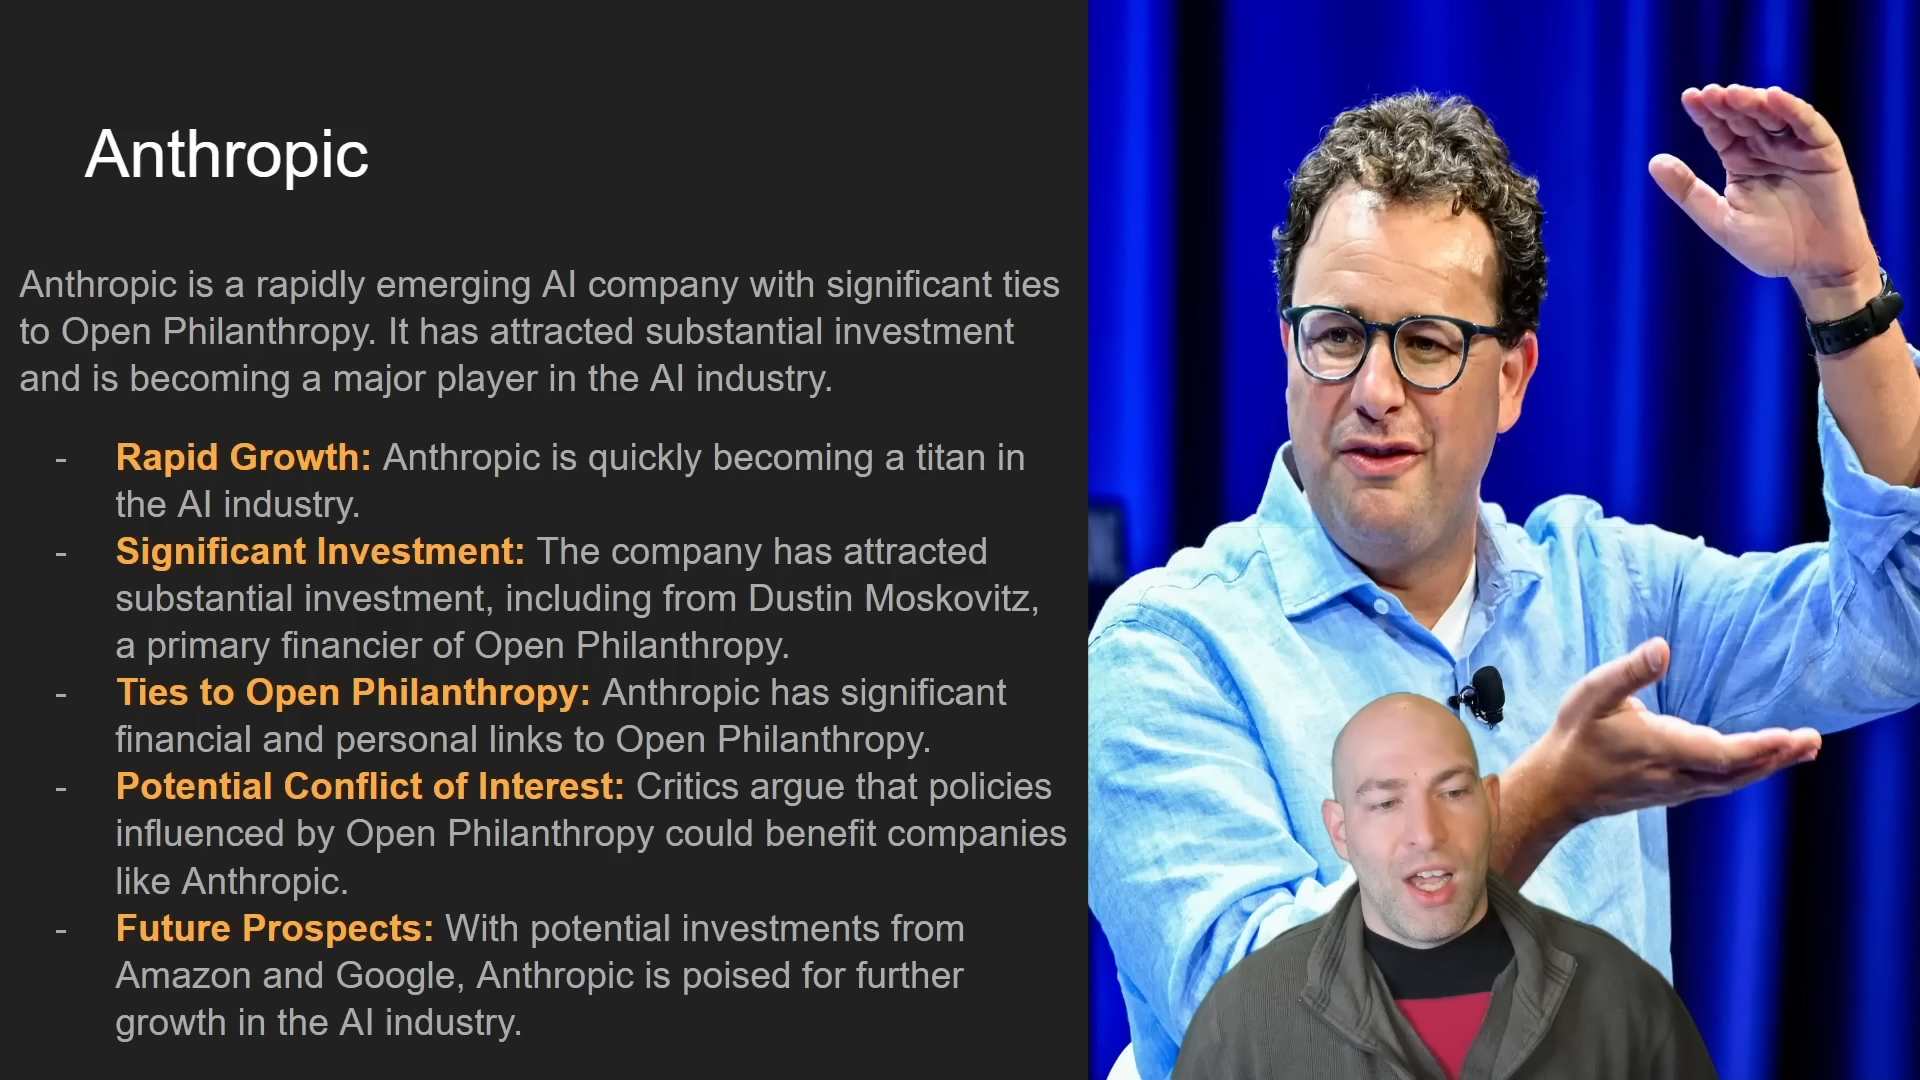 Anthropic
Anthropic is a rapidly emerging AI company with significant ties
to Open Philanthropy. It has attracted substantial investment
and is becoming a major player in the AI industry.
- Rapid Growth: Anthropic is quickly becoming a titan in
the AI industry.
- Significant Investment: The company has attracted
substantial investment, including from Dustin Moskovitz,
a primary financier of Open Philanthropy.
- Ties to Open Philanthropy: Anthropic has significant
financial and personal links to Open Philanthropy.
- Potential Conflict of Interest: Critics argue that policies
influenced by Open Philanthropy could benefit companies
like Anthropic.
- Future Prospects: With potential investments from
Amazon and Google, Anthropic is poised for further
growth in the AI industry.